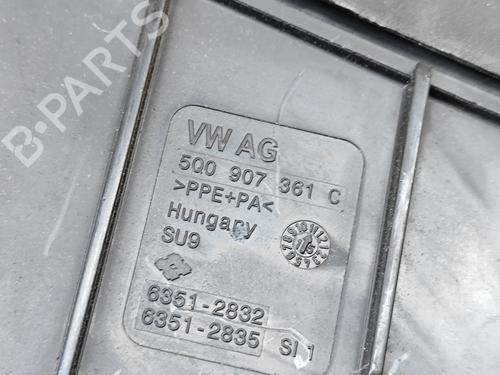 B-PARTS
VW AG
5Q0 907 361 C
>PPE+PA<
Hungary
SU9
6351-2832
6351-2835 SI 1